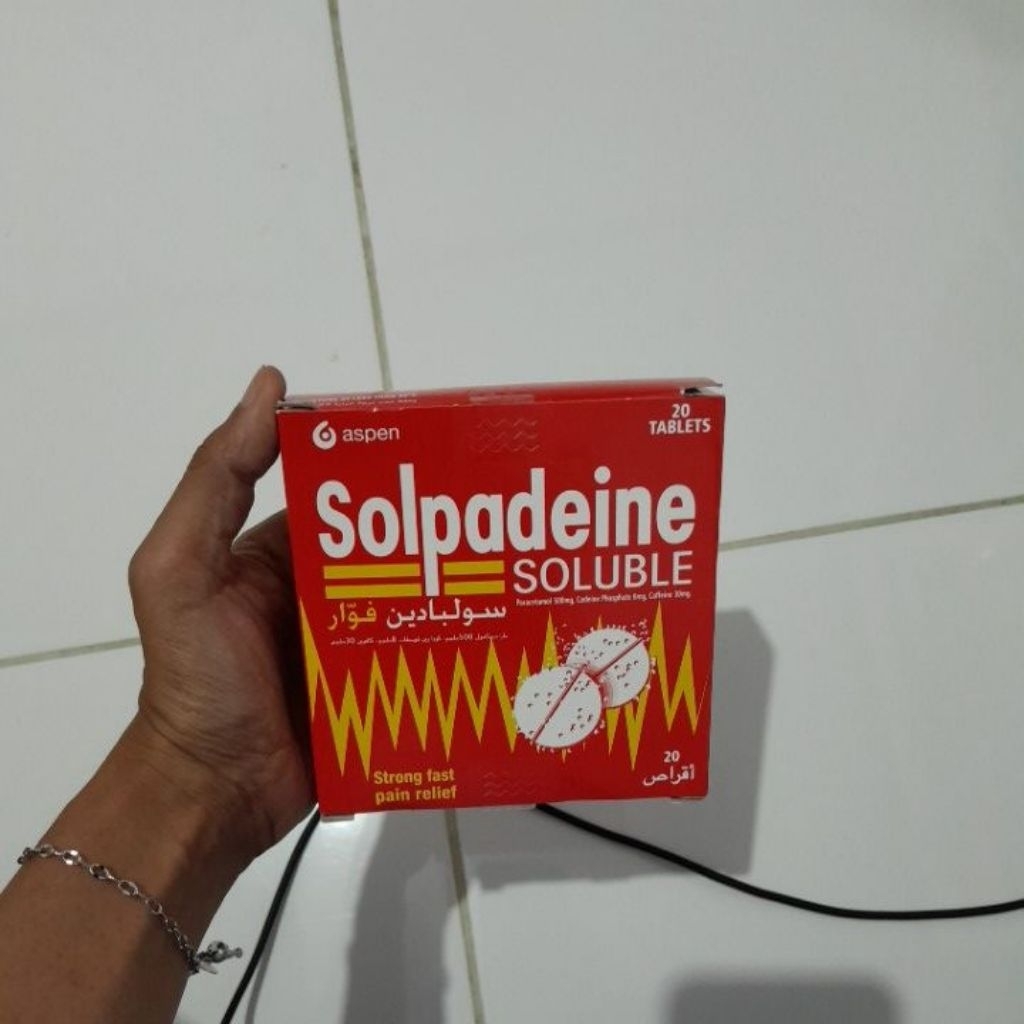 aspen
20
TABLETS
Solpadeine
SOLUBLE
Paracetamol 500mg, Codeine Phosphate 8mg, Caffeine 30mg.
سولبادين فوّار
Strong fast
pain relief
20
أقراص